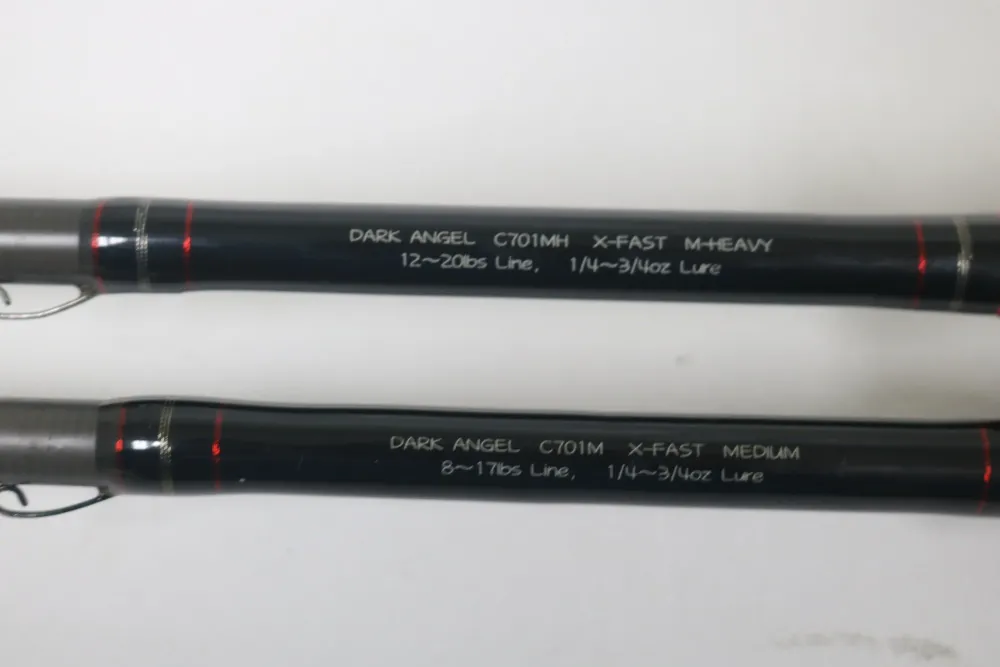 DARK ANGEL C701MH X-FAST M-HEAVY
12~20lbs Line, 1/4~3/4oz Lure
DARK ANGEL C701M X-FAST MEDIUM
8~17lbs Line, 1/4~3/4oz Lure